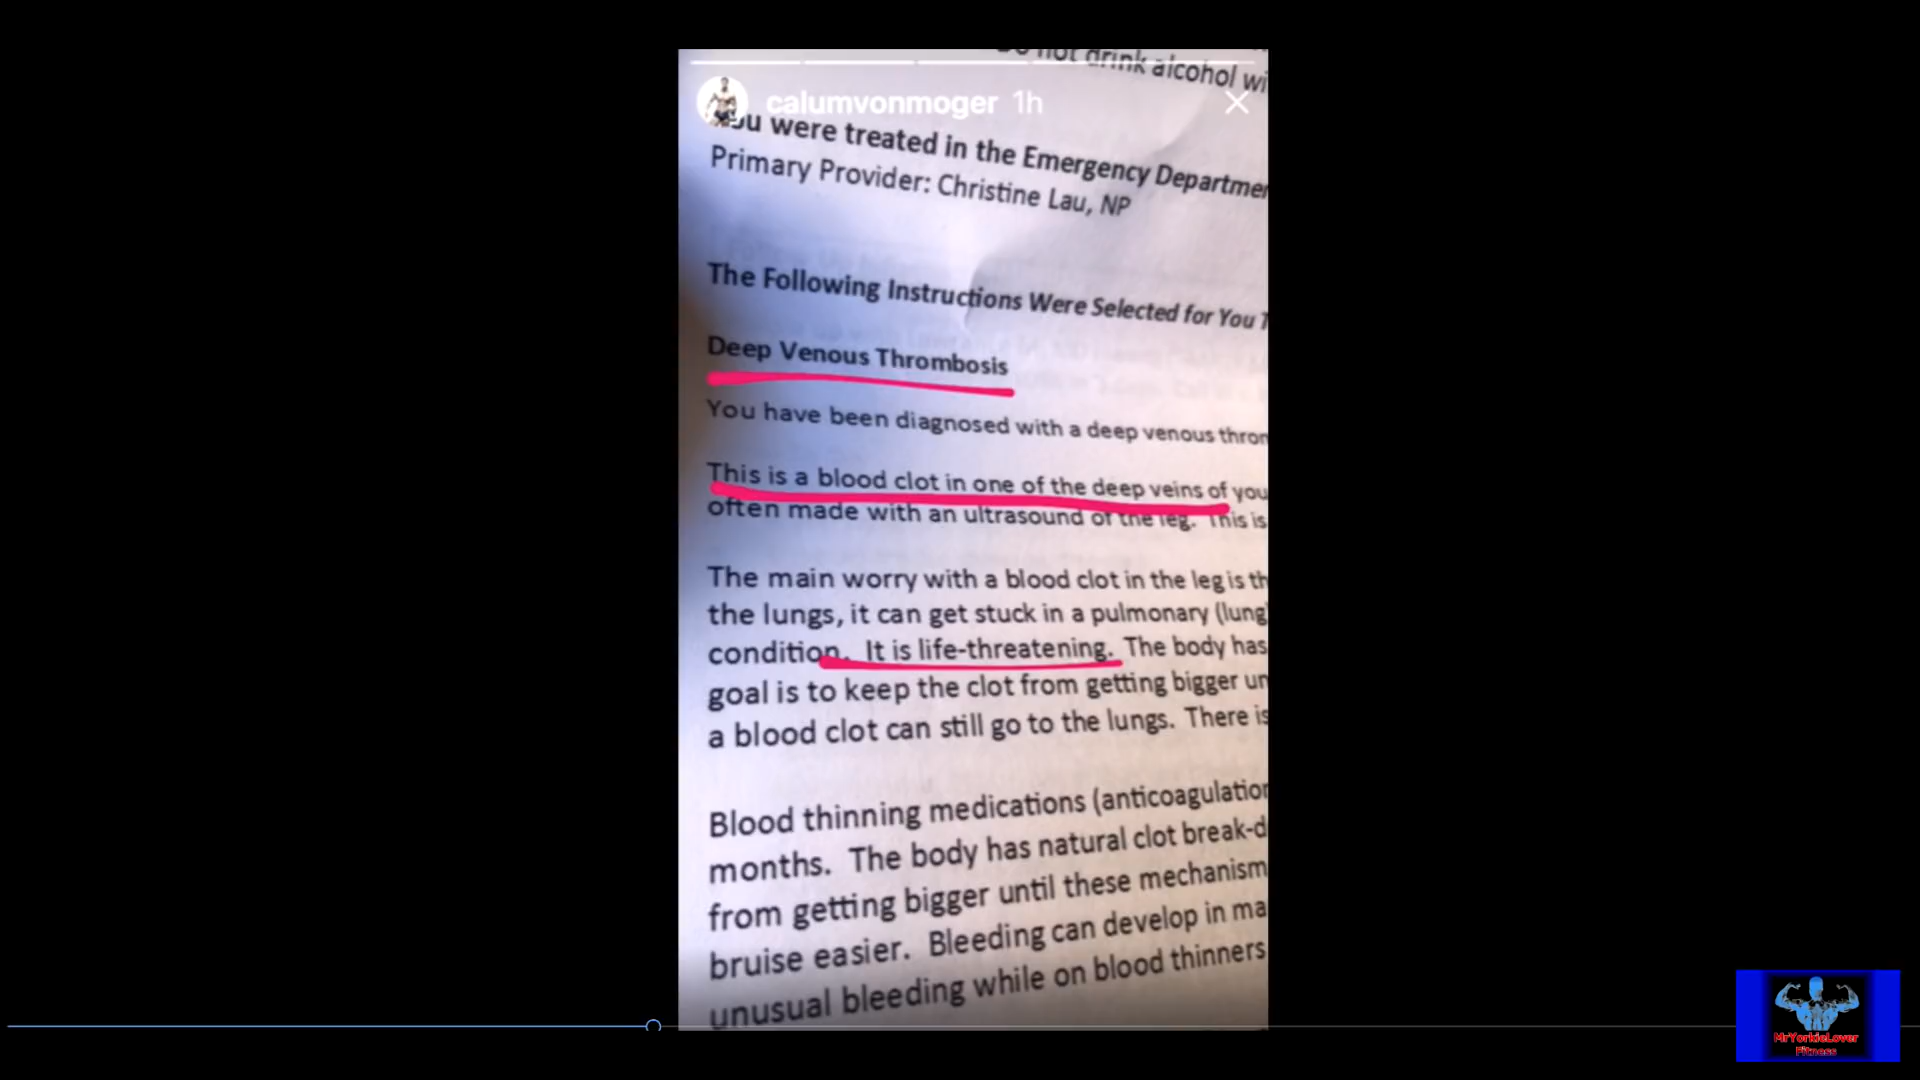 Do not drink alcohol wi
calumvonmoger 1h
You were treated in the Emergency Departmen
Primary Provider: Christine Lau, NP
The Following Instructions Were Selected for You T
Deep Venous Thrombosis
You have been diagnosed with a deep venous throm
This is a blood clot in one of the deep veins of you
often made with an ultrasound of the leg. This is
The main worry with a blood clot in the leg is th
the lungs, it can get stuck in a pulmonary (lung)
condition. It is life-threatening. The body has
goal is to keep the clot from getting bigger un
a blood clot can still go to the lungs. There is
Blood thinning medications (anticoagulation
months. The body has natural clot break-d
from getting bigger until these mechanism
bruise easier. Bleeding can develop in ma
unusual bleeding while on blood thinners
MrYorkieLover
Fitness